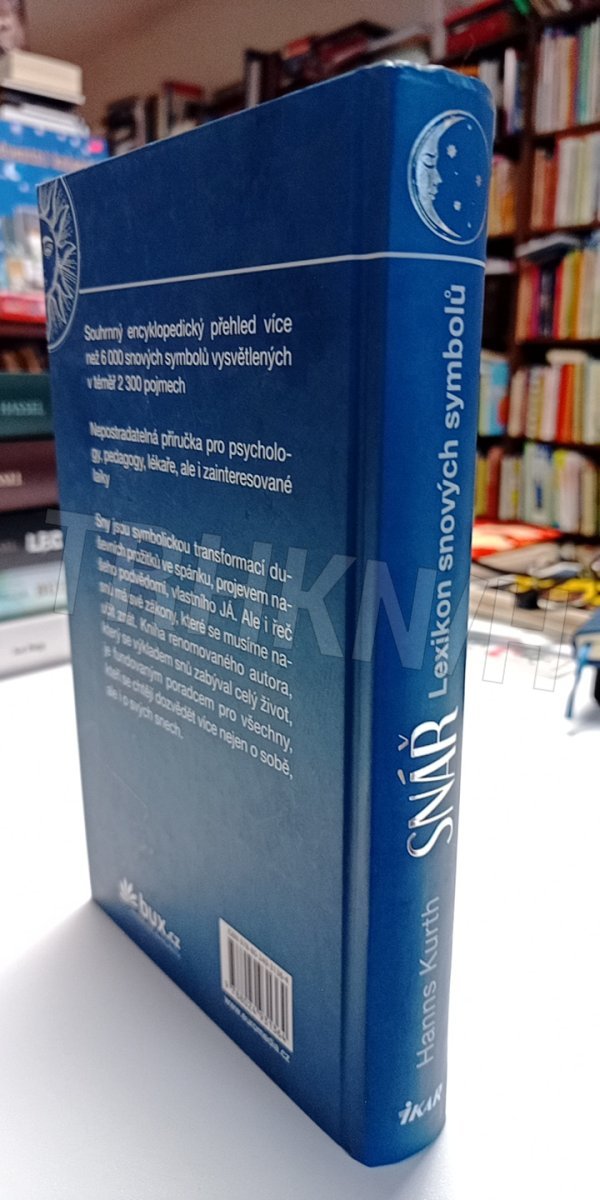 Souhrnný encyklopedický přehled více
než 6 000 snových symbolů vysvětlených
v téměř 2 300 pojmech
Nepostradatelná příručka pro psycholo-
gy, pedagogy, lékaře, ale i zainteresované
laiky
Sny jsou symbolickou transformací du-
ševních prožitků ve spánku, projevem na-
šeho podvědomí, vlastního JÁ. Ale i řeč
snů má své zákony, které se musíme na-
učit znát. Kniha renomovaného autora,
který se výkladem snů zabýval celý život,
je fundovaným poradcem pro všechny,
kteří se chtějí dozvědět více nejen o sobě,
ale i o svých snech.
bux.cz
www.euromedia.cz
Hanns Kurth SNÁŘ Lexikon snových symbolů
IKAR
HASSEL